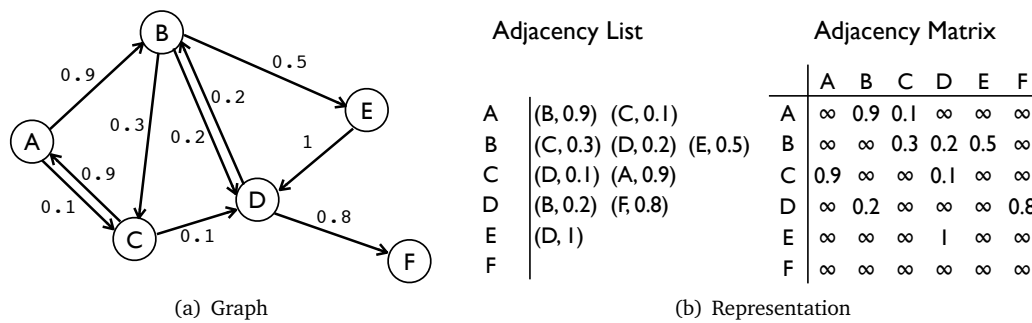 B
0.9
0.5
0.2
0.3
0.2
E
A
1
0.9
0.1
D
0.1
0.8
C
F
(a) Graph
Adjacency List
A (B, 0.9) (C, 0.1)
B (C, 0.3) (D, 0.2) (E, 0.5)
C (D, 0.1) (A, 0.9)
D (B, 0.2) (F, 0.8)
E (D, 1)
F
Adjacency Matrix
A B C D E F
A ∞ 0.9 0.1 ∞ ∞ ∞
B ∞ ∞ 0.3 0.2 0.5 ∞
C 0.9 ∞ ∞ 0.1 ∞ ∞
D ∞ 0.2 ∞ ∞ ∞ 0.8
E ∞ ∞ ∞ 1 ∞ ∞
F ∞ ∞ ∞ ∞ ∞ ∞
(b) Representation